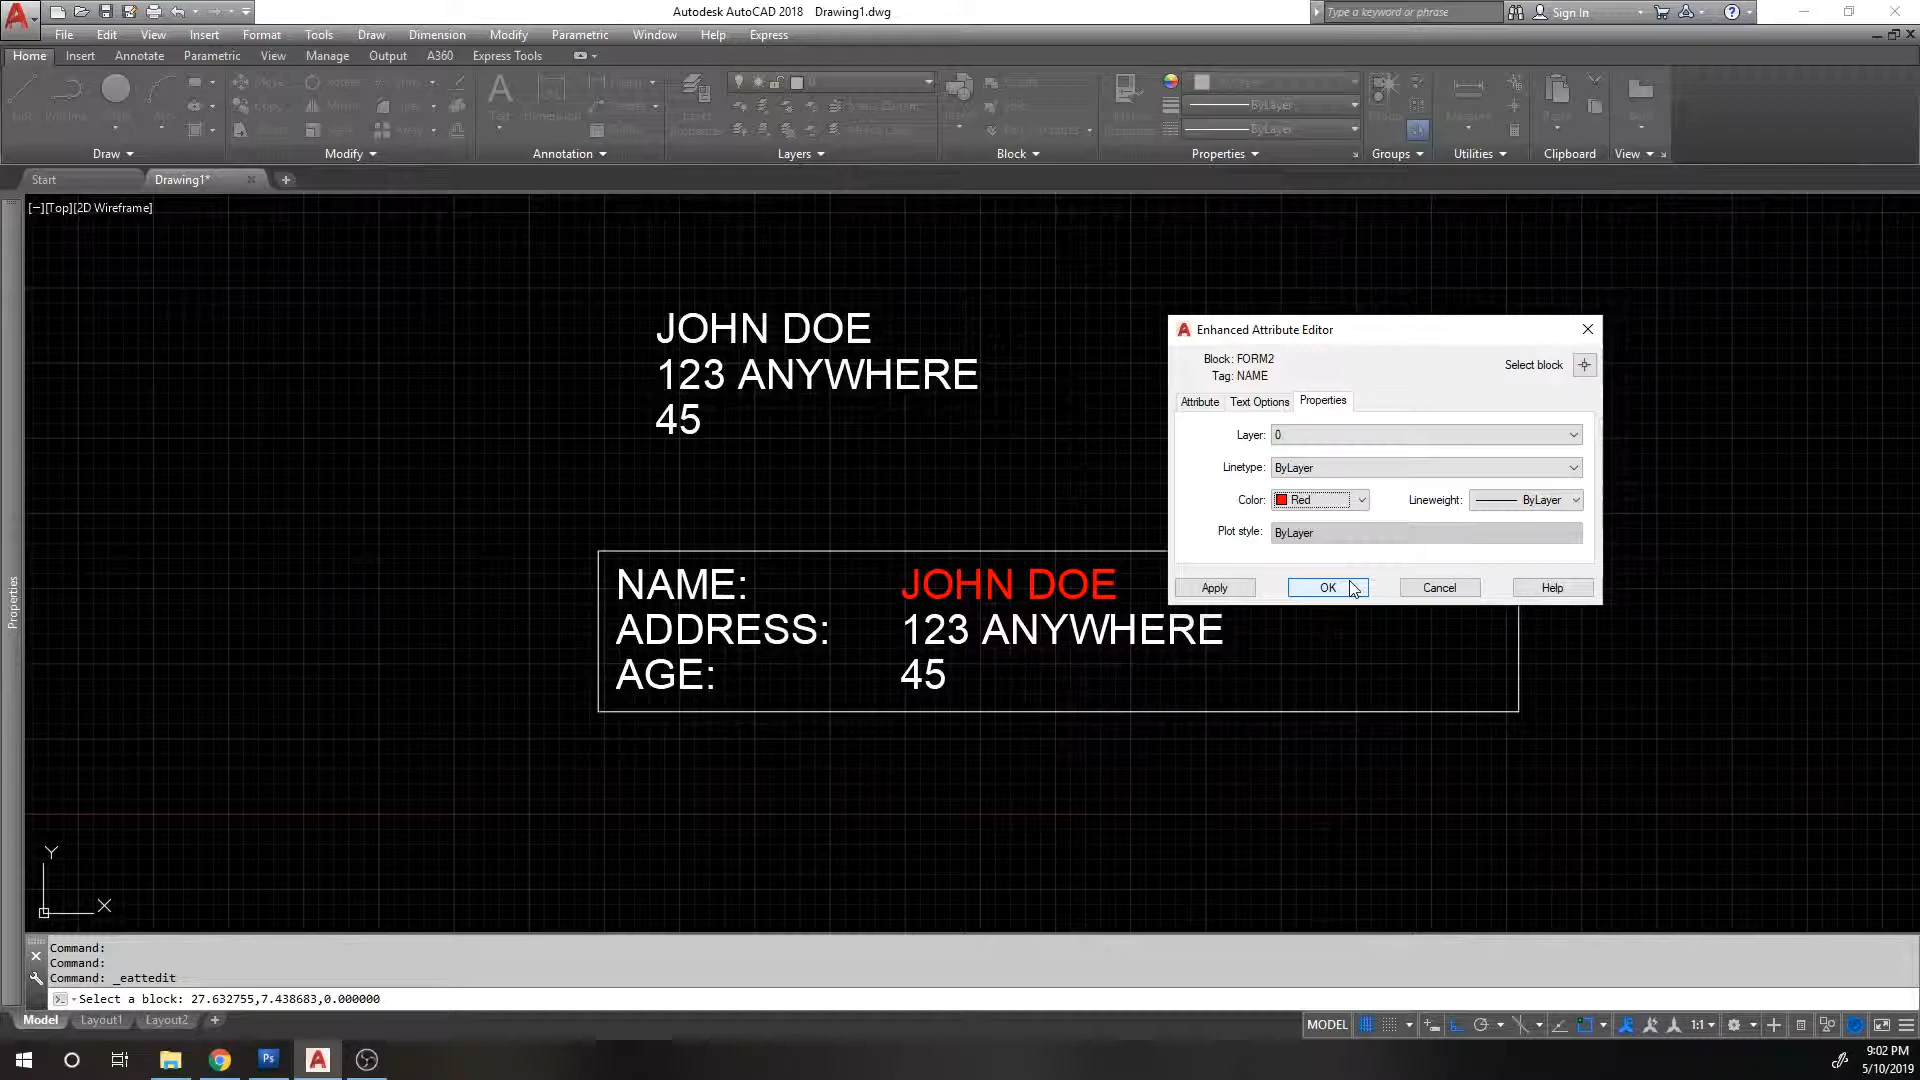 Autodesk AutoCAD 2018 Drawing1.dwg
Type a keyword or phrase
Sign In
File Edit View Insert Format Tools Draw Dimension Modify Parametric Window Help Express
Home Insert Annotate Parametric View Manage Output A360 Express Tools
0
ByLayer
ByLayer
Draw Modify Annotation Layers Block Properties Groups Utilities Clipboard View
Start Drawing1*
[−][Top][2D Wireframe]
JOHN DOE
123 ANYWHERE
45
Enhanced Attribute Editor
Block: FORM2
Tag: NAME
Select block
Attribute Text Options Properties
Layer: 0
Linetype: ByLayer
Color: Red Lineweight: ByLayer
Plot style: ByLayer
Apply OK Cancel Help
NAME: JOHN DOE
ADDRESS: 123 ANYWHERE
AGE: 45
Properties
Y
X
Command:
Command:
Command: _eattedit
Select a block: 27.632755,7.438683,0.000000
Model Layout1 Layout2
MODEL 1:1
Ps
9:02 PM
5/10/2019